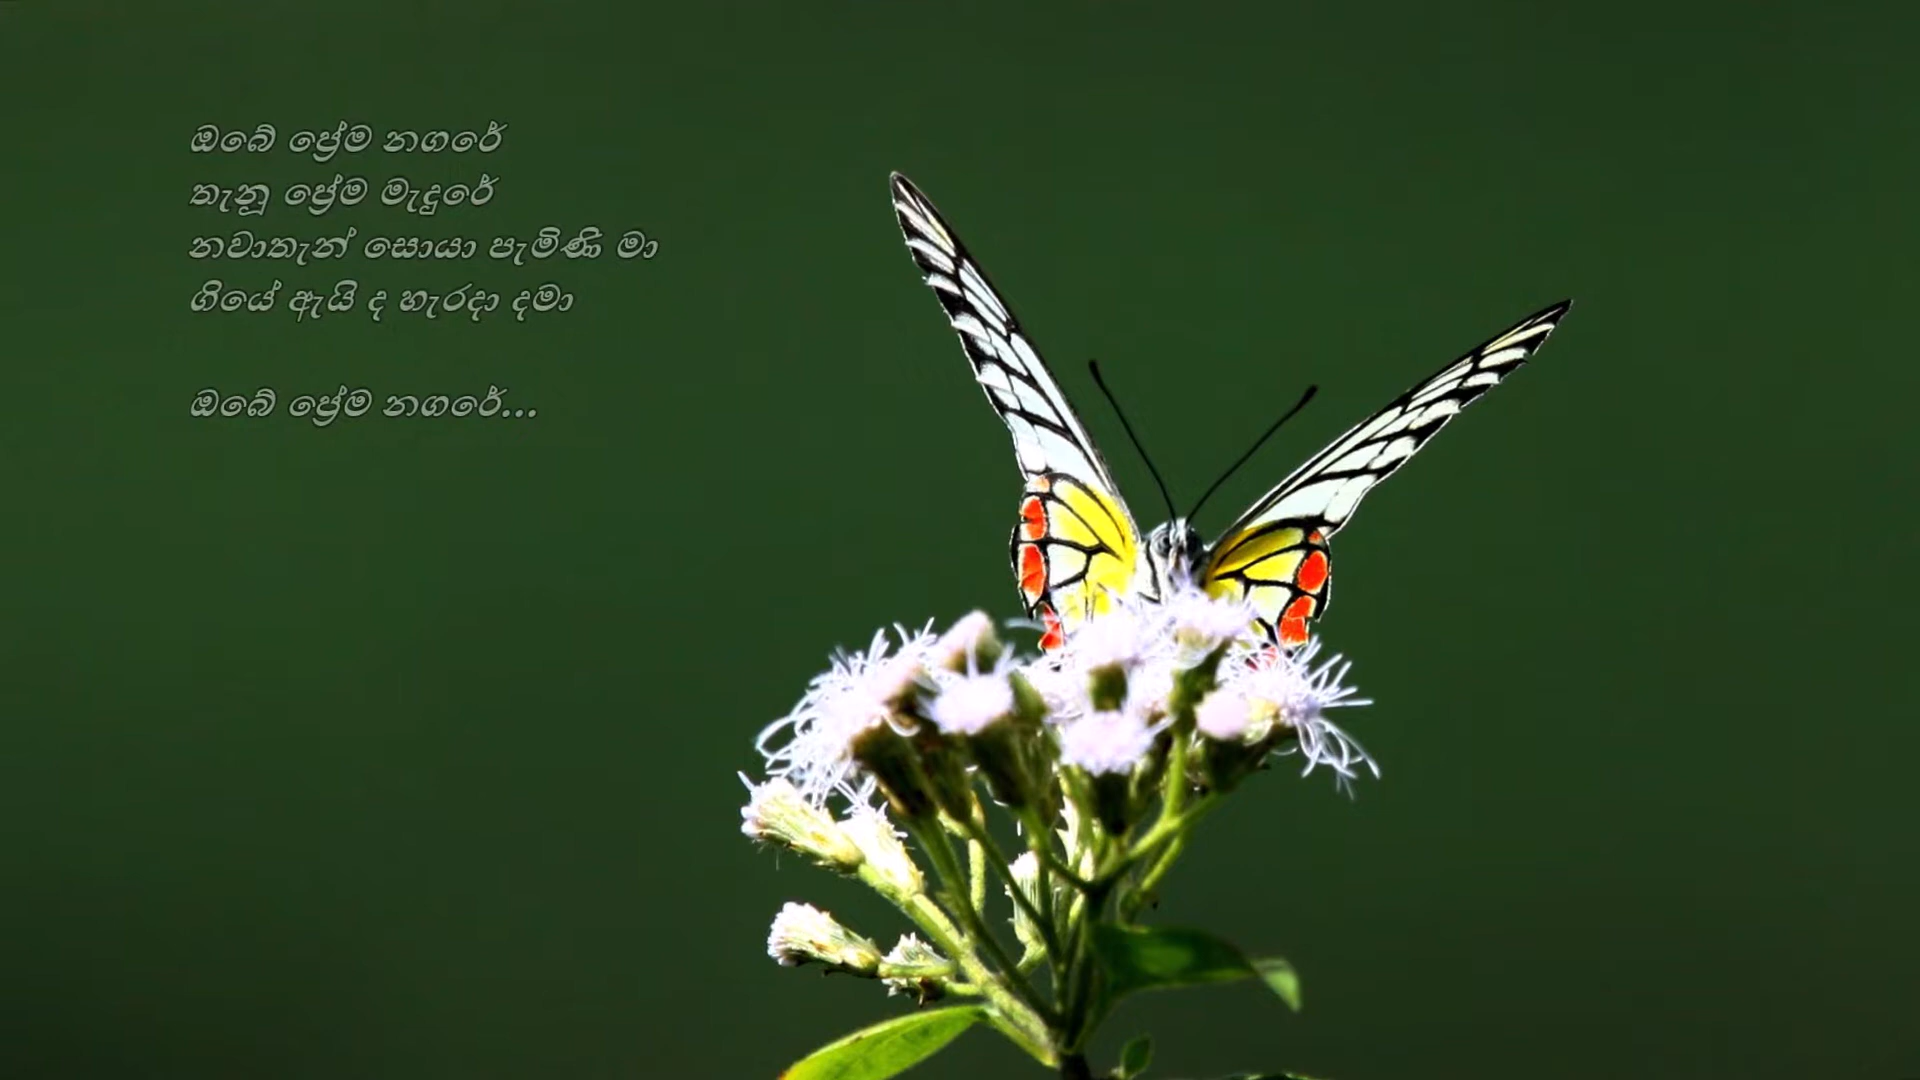 ඔබේ ප්‍රේම නගරේ
තැනූ ප්‍රේම මැදුරේ
නවාතැන් සොයා පැමිණි මා
ගියේ ඇයි ද හැරදා දමා
ඔබේ ප්‍රේම නගරේ...